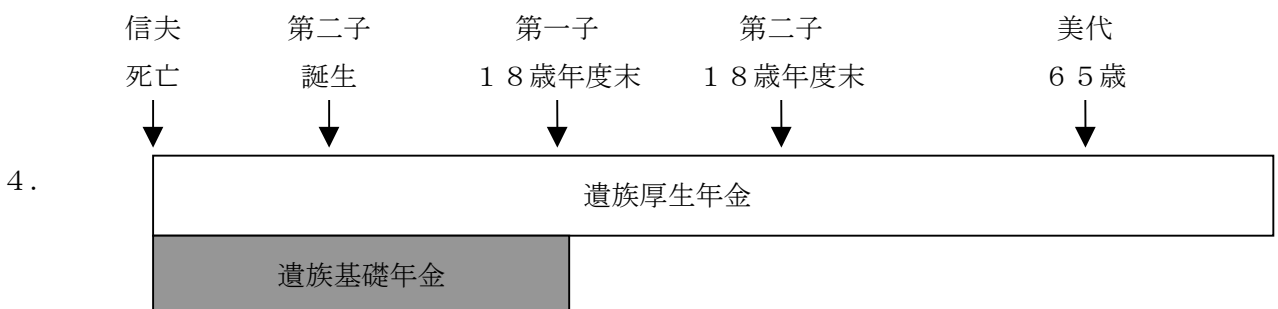 信夫 第二子 第一子 第二子 美代
死亡 誕生 18歳年度末 18歳年度末 65歳
4. 遺族厚生年金
遺族基礎年金